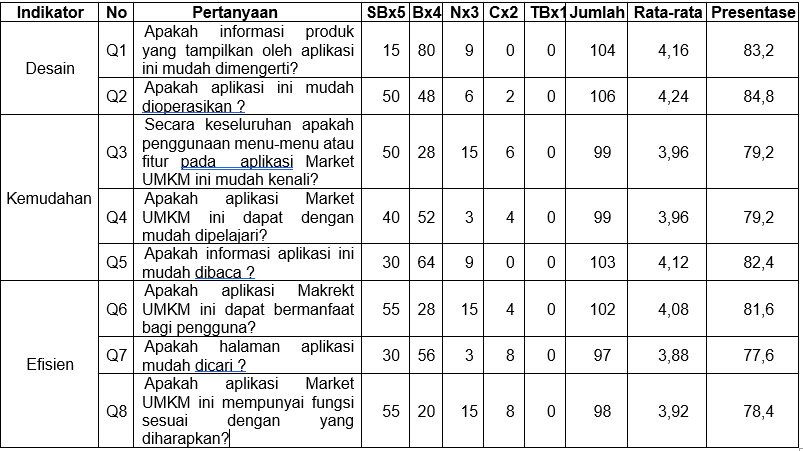 Indikator No Pertanyaan SBx5 Bx4 Nx3 Cx2 TBx1 Jumlah Rata-rata Presentase
Desain
Q1 Apakah informasi produk
yang tampilkan oleh aplikasi
ini mudah dimengerti?
15 80 9 0 0 104 4,16 83,2
Q2 Apakah aplikasi ini mudah
dioperasikan ?
50 48 6 2 0 106 4,24 84,8
Kemudahan
Q3 Secara keseluruhan apakah
penggunaan menu-menu atau
fitur pada aplikasi Market
UMKM ini mudah kenali?
50 28 15 6 0 99 3,96 79,2
Q4 Apakah aplikasi Market
UMKM ini dapat dengan
mudah dipelajari?
40 52 3 4 0 99 3,96 79,2
Q5 Apakah informasi aplikasi ini
mudah dibaca ?
30 64 9 0 0 103 4,12 82,4
Efisien
Q6 Apakah aplikasi Makrekt
UMKM ini dapat bermanfaat
bagi pengguna?
55 28 15 4 0 102 4,08 81,6
Q7 Apakah halaman aplikasi
mudah dicari ?
30 56 3 8 0 97 3,88 77,6
Q8 Apakah aplikasi Market
UMKM ini mempunyai fungsi
sesuai dengan yang
diharapkan?
55 20 15 8 0 98 3,92 78,4